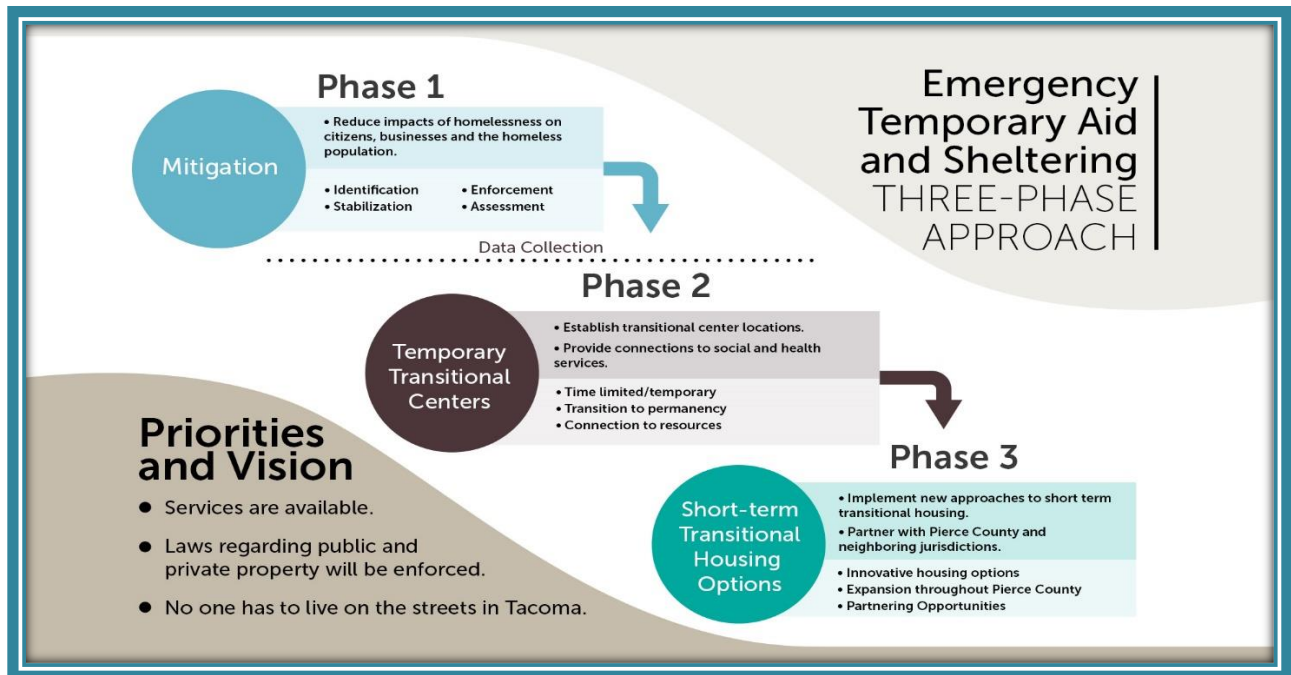 Emergency
Temporary Aid
and Sheltering
THREE-PHASE
APPROACH
Phase 1
Mitigation
• Reduce impacts of homelessness on
citizens, businesses and the homeless
population.
• Identification
• Stabilization
• Enforcement
• Assessment
Data Collection
Phase 2
Temporary
Transitional
Centers
• Establish transitional center locations.
• Provide connections to social and health
services.
• Time limited/temporary
• Transition to permanency
• Connection to resources
Phase 3
Short-term
Transitional
Housing
Options
• Implement new approaches to short term
transitional housing.
• Partner with Pierce County and
neighboring jurisdictions.
• Innovative housing options
• Expansion throughout Pierce County
• Partnering Opportunities
Priorities
and Vision
● Services are available.
● Laws regarding public and
private property will be enforced.
● No one has to live on the streets in Tacoma.